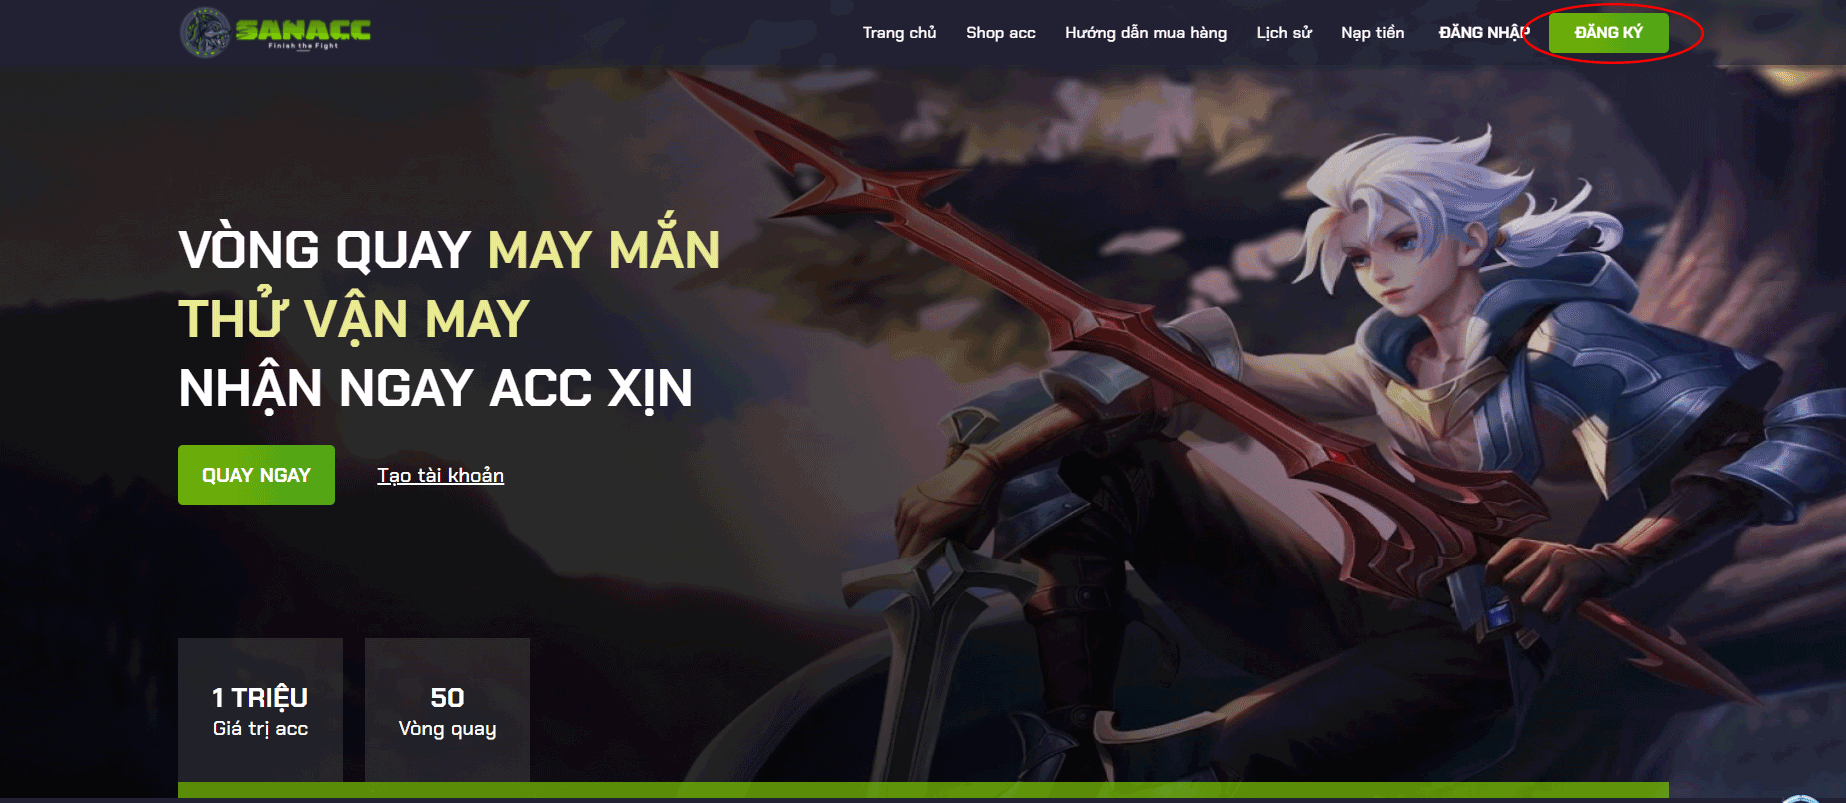 SANACC
Finish the Fight
Trang chủ
Shop acc
Hướng dẫn mua hàng
Lịch sử
Nạp tiền
ĐĂNG NHẬP
ĐĂNG KÝ
VÒNG QUAY MAY MẮN
THỬ VẬN MAY
NHẬN NGAY ACC XỊN
QUAY NGAY
Tạo tài khoản
1 TRIỆU
Giá trị acc
50
Vòng quay